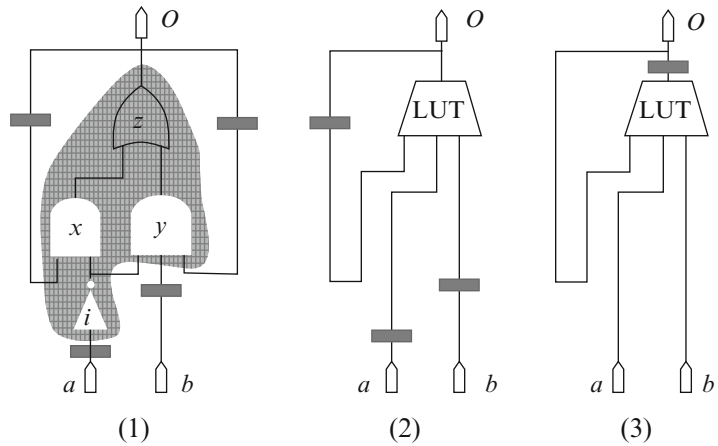 O O O
z LUT LUT
x y
i
a b a b a b
(1) (2) (3)